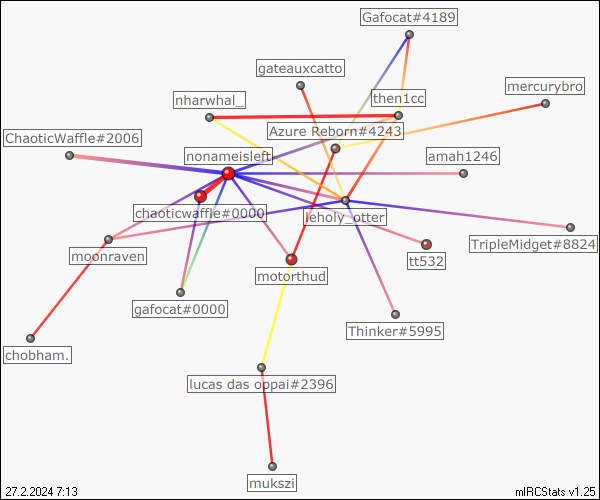 Gafocat#4189
gateauxcatto
mercurybro
nharwhal_
then1cc
Azure Reborn#4243
ChaoticWaffle#2006
nonameisleft
amah1246
chaoticwaffle#0000
leholy_otter
TripleMidget#8824
moonraven
tt532
motorthud
gafocat#0000
Thinker#5995
chobham.
lucas das oppai#2396
mukszi
27.2.2024 7:13
mIRCStats v1.25